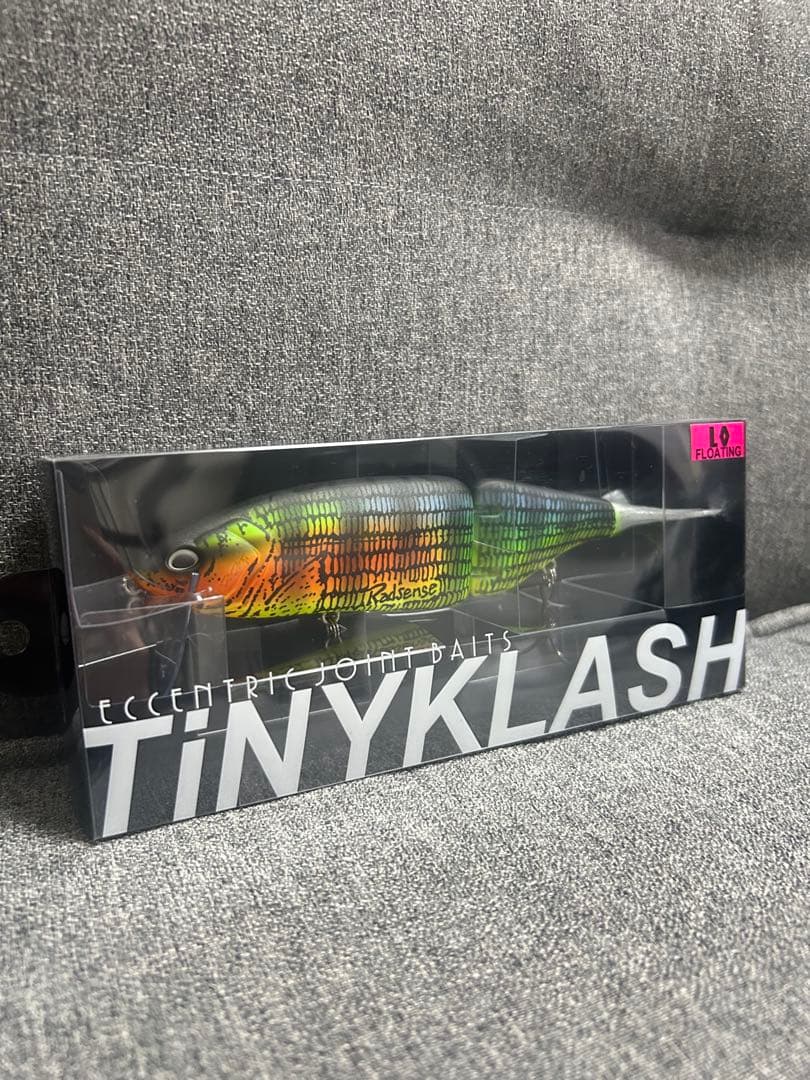 LO
FLOATING
Radsense
ECCENTRIC JOINT BAITS
TiNYKLASH